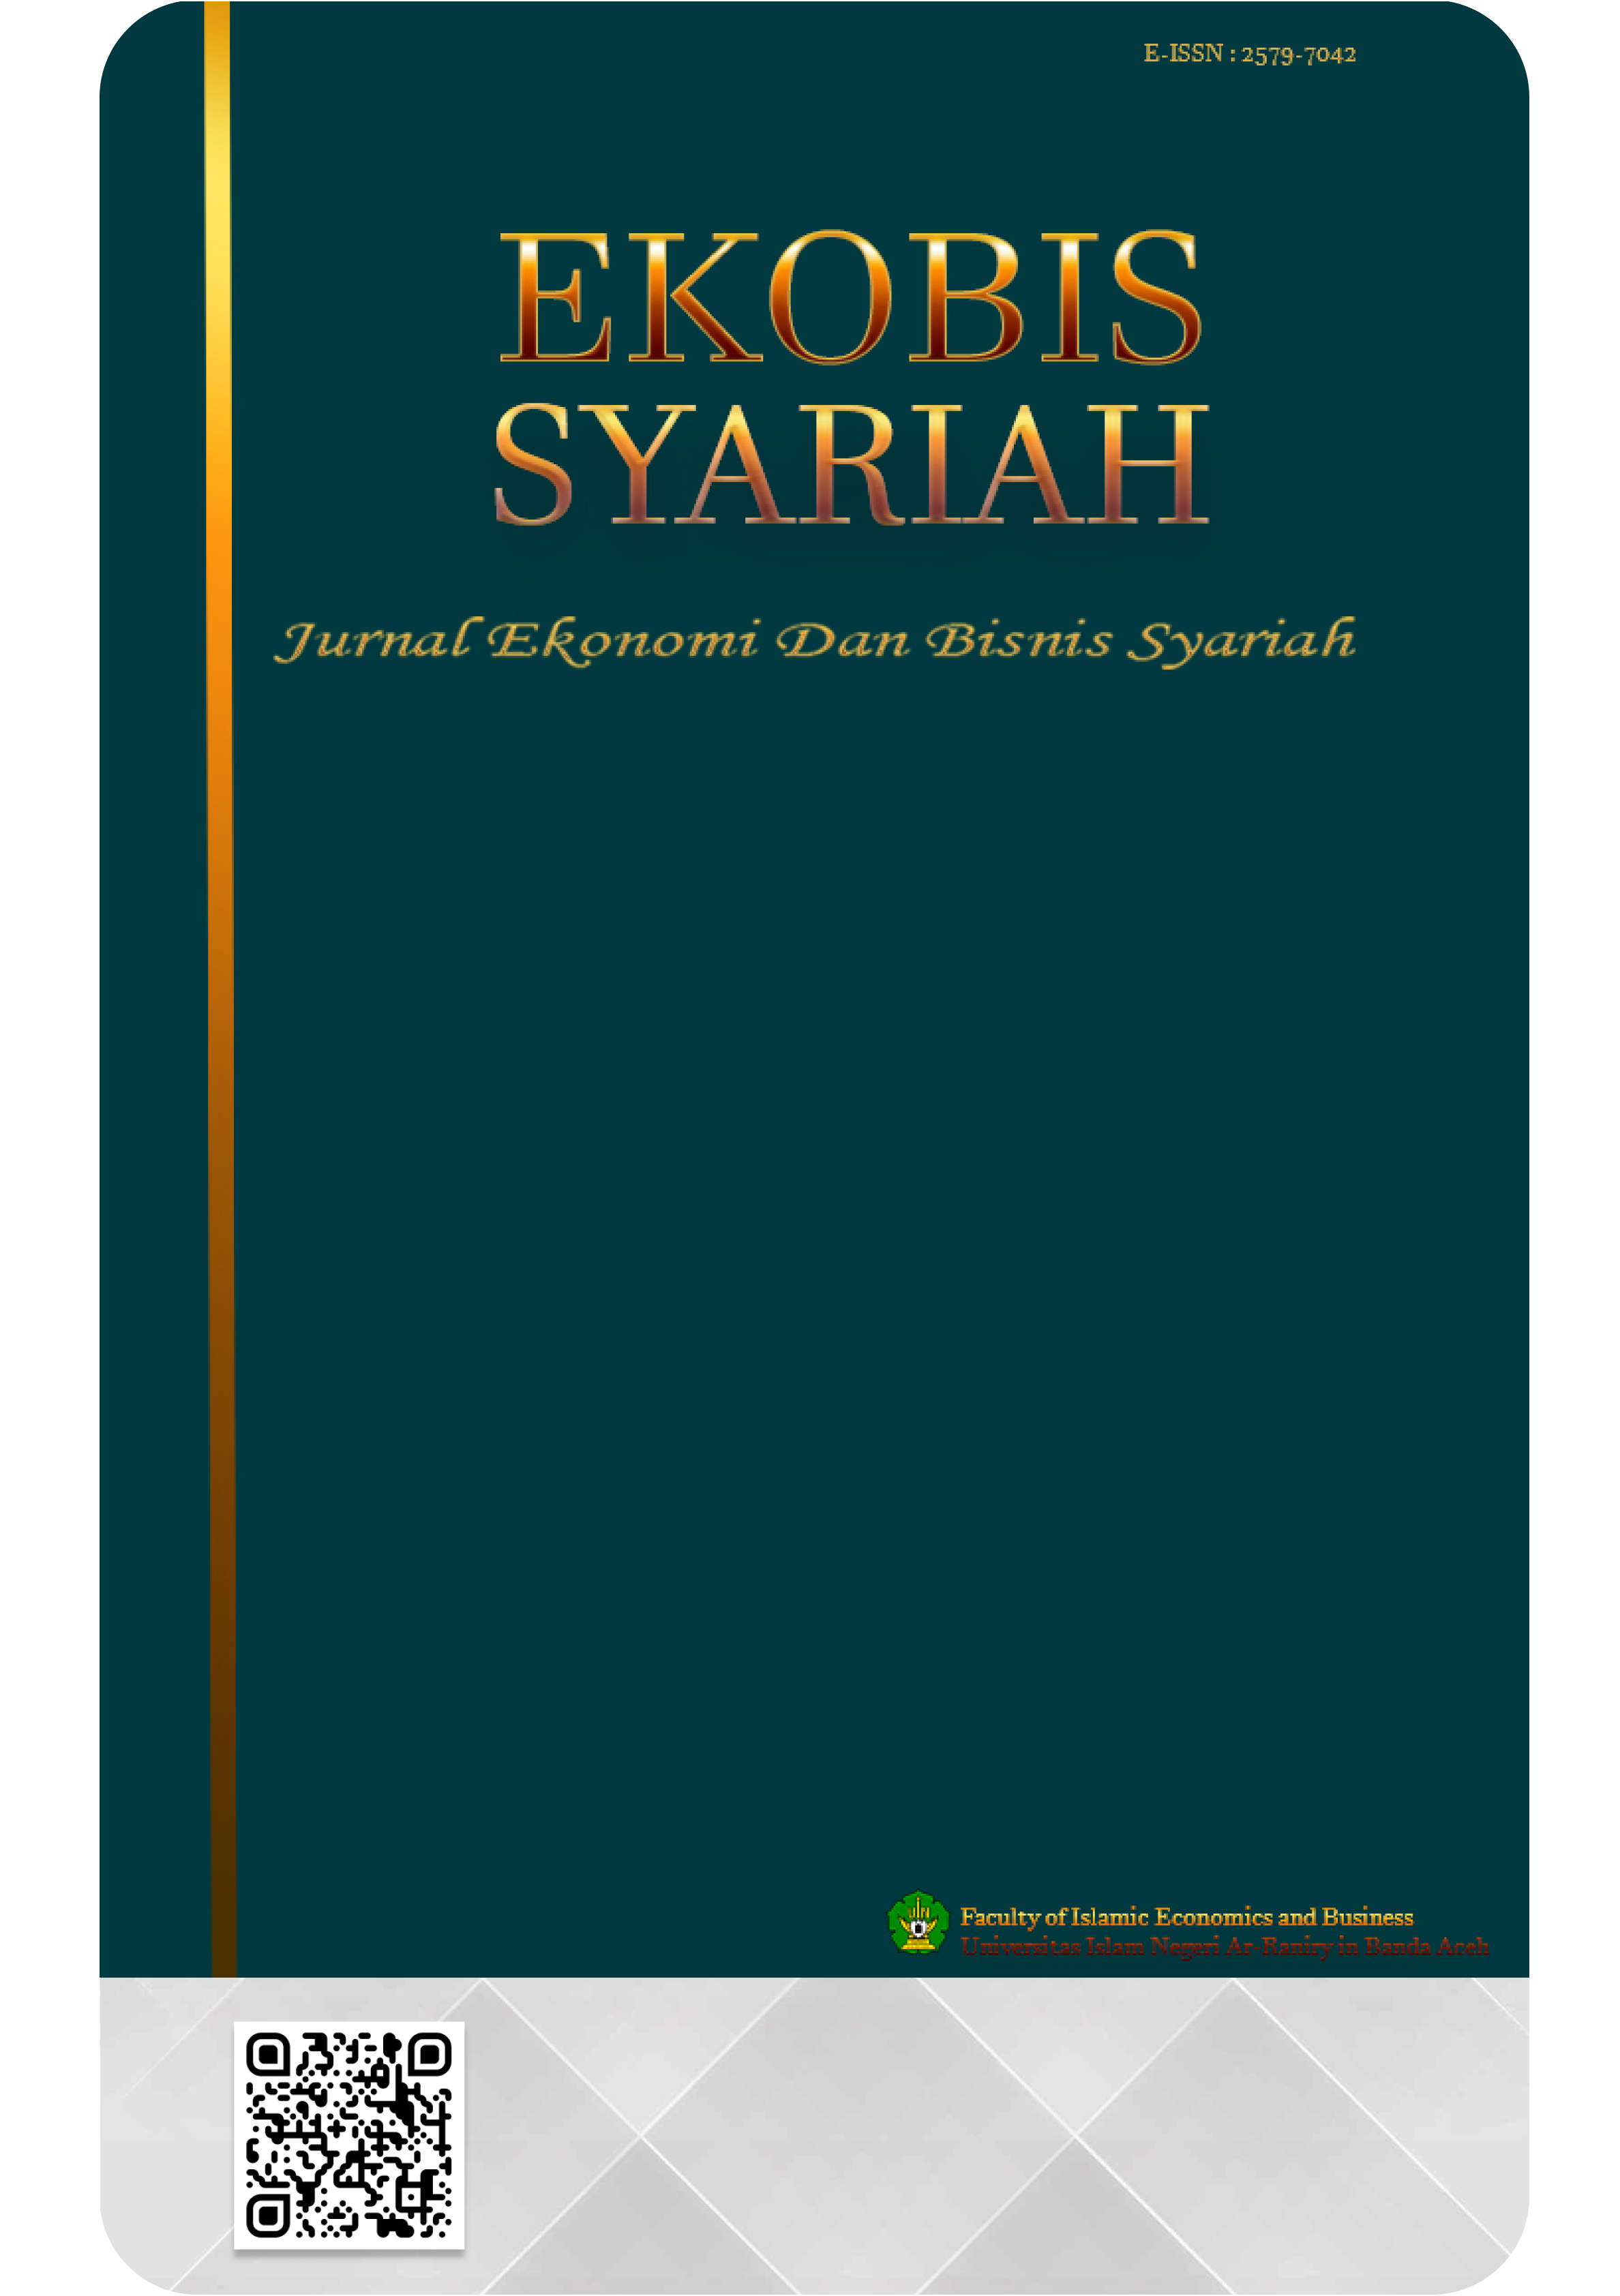 E-ISSN : 2579-7042
EKOBIS
SYARIAH
Jurnal Ekonomi Dan Bisnis Syariah
Faculty of Islamic Economics and Business
Universitas Islam Negeri Ar-Raniry in Banda Aceh